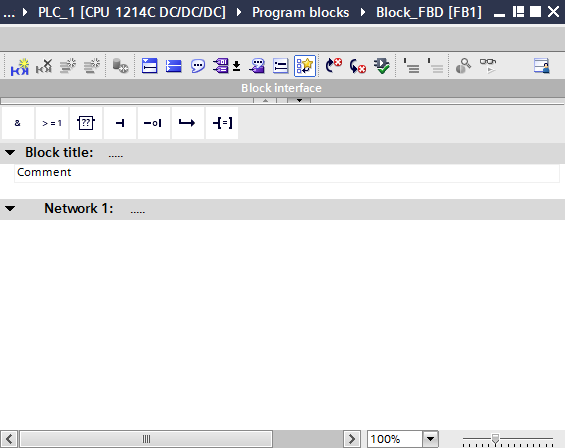 ... PLC_1 [CPU 1214C DC/DC/DC] Program blocks Block_FBD [FB1]
Block interface
& >=1 ??
Block title: .....
Comment
Network 1: .....
100%